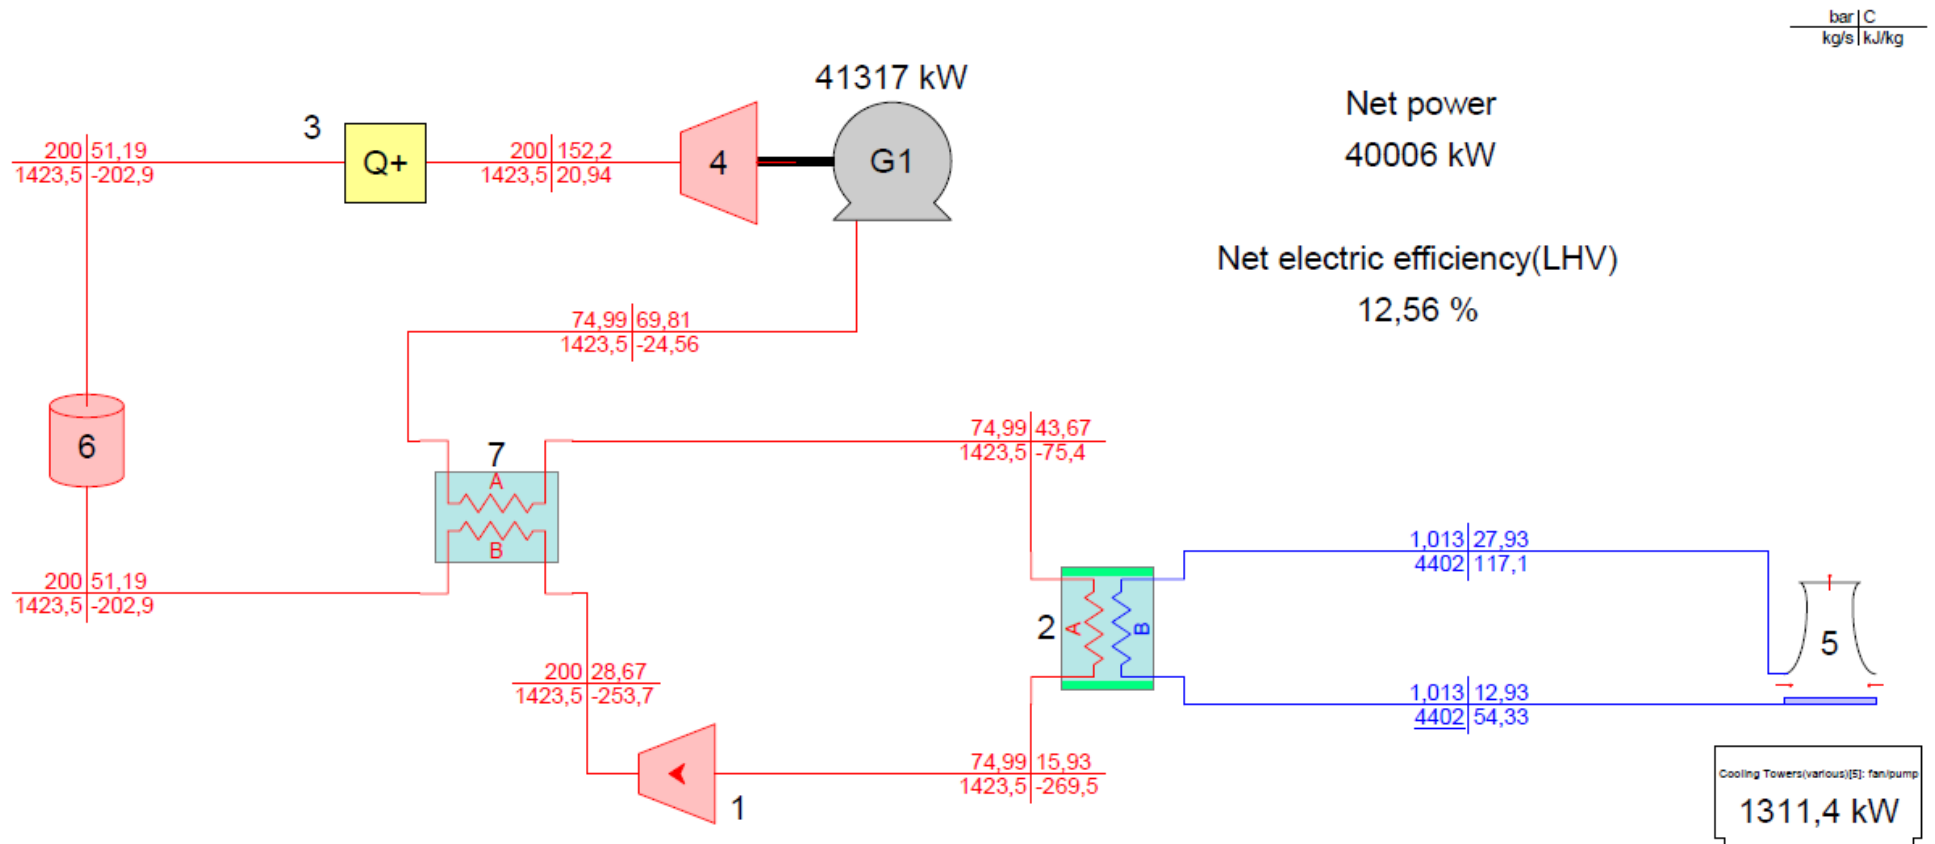 bar C
kg/s kJ/kg
41317 kW
Net power
40006 kW
3
200 51,19
1423,5 -202,9
Q+
200 152,2
1423,5 20,94
4
G1
Net electric efficiency(LHV)
12,56 %
74,99 69,81
1423,5 -24,56
6
7
A
B
74,99 43,67
1423,5 -75,4
1,013 27,93
4402 117,1
200 51,19
1423,5 -202,9
2
A
B
5
200 28,67
1423,5 -253,7
1,013 12,93
4402 54,33
74,99 15,93
1423,5 -269,5
1
Cooling Towers(various)[5]: fan/pump
1311,4 kW